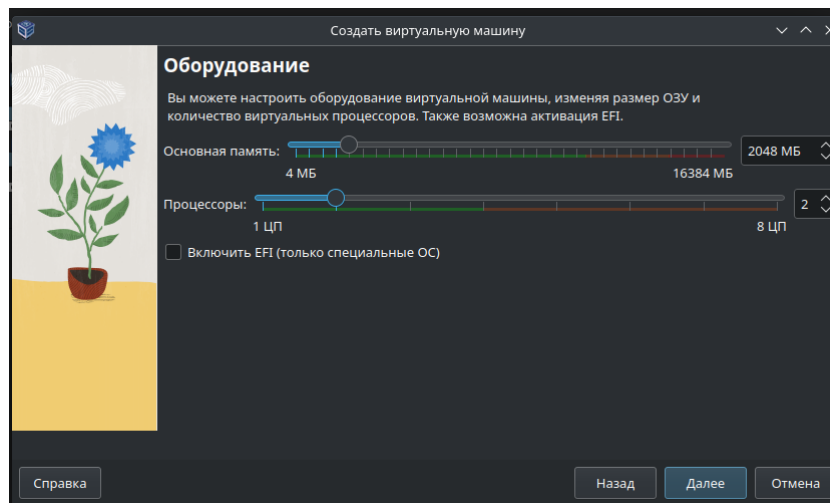 Создать виртуальную машину
Оборудование
Вы можете настроить оборудование виртуальной машины, изменяя размер ОЗУ и
количество виртуальных процессоров. Также возможна активация EFI.
Основная память:
2048 МБ
4 МБ
16384 МБ
Процессоры:
2
1 ЦП
8 ЦП
Включить EFI (только специальные ОС)
Справка
Назад
Далее
Отмена